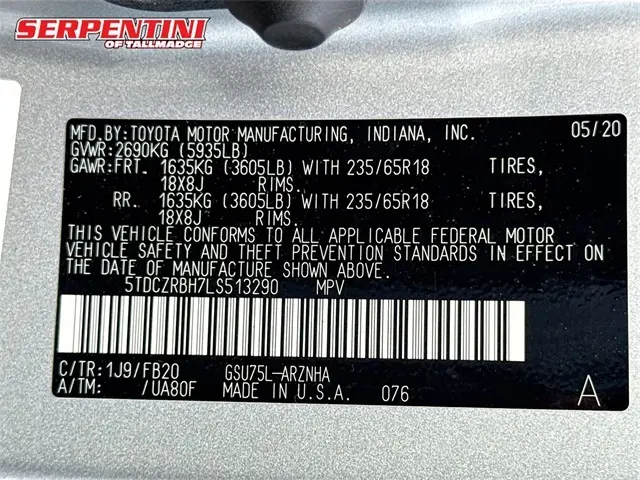 SERPENTINI
OF TALLMADGE
MFD.BY:TOYOTA MOTOR MANUFACTURING, INDIANA, INC. 05/20
GVWR:2690KG (5935LB)
GAWR:FRT. 1635KG (3605LB) WITH 235/65R18 TIRES,
18X8J RIMS.
RR. 1635KG (3605LB) WITH 235/65R18 TIRES,
18X8J RIMS.
THIS VEHICLE CONFORMS TO ALL APPLICABLE FEDERAL MOTOR
VEHICLE SAFETY AND THEFT PREVENTION STANDARDS IN EFFECT ON
THE DATE OF MANUFACTURE SHOWN ABOVE.
5TDCZRBH7LS513290 MPV
C/TR:1J9/FB20 GSU75L-ARZNHA
A/TM: /UA80F MADE IN U.S.A. 076 A